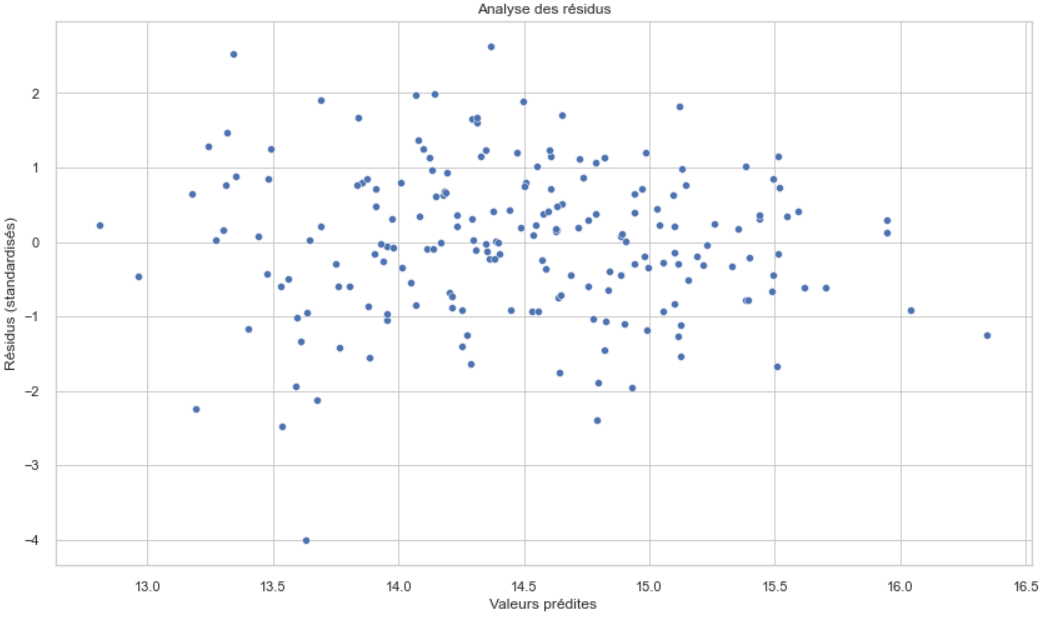 Analyse des résidus
Résidus (standardisés)
2
1
0
−1
−2
−3
−4
13.0 13.5 14.0 14.5 15.0 15.5 16.0 16.5
Valeurs prédites